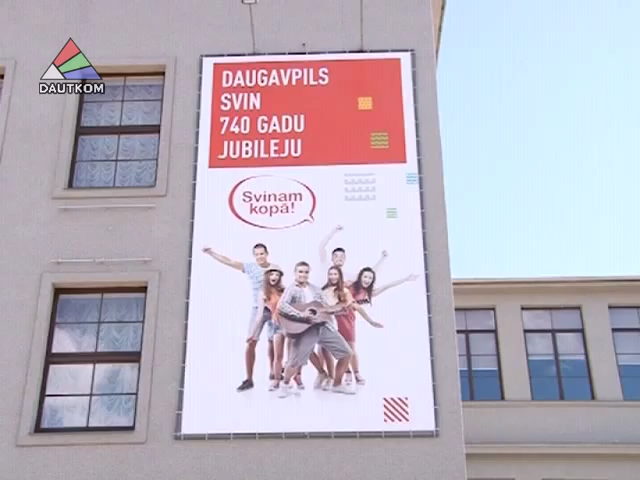 DAUTKOM
DAUGAVPILS
SVIN
740 GADU
JUBILEJU
Svinam
kopā!